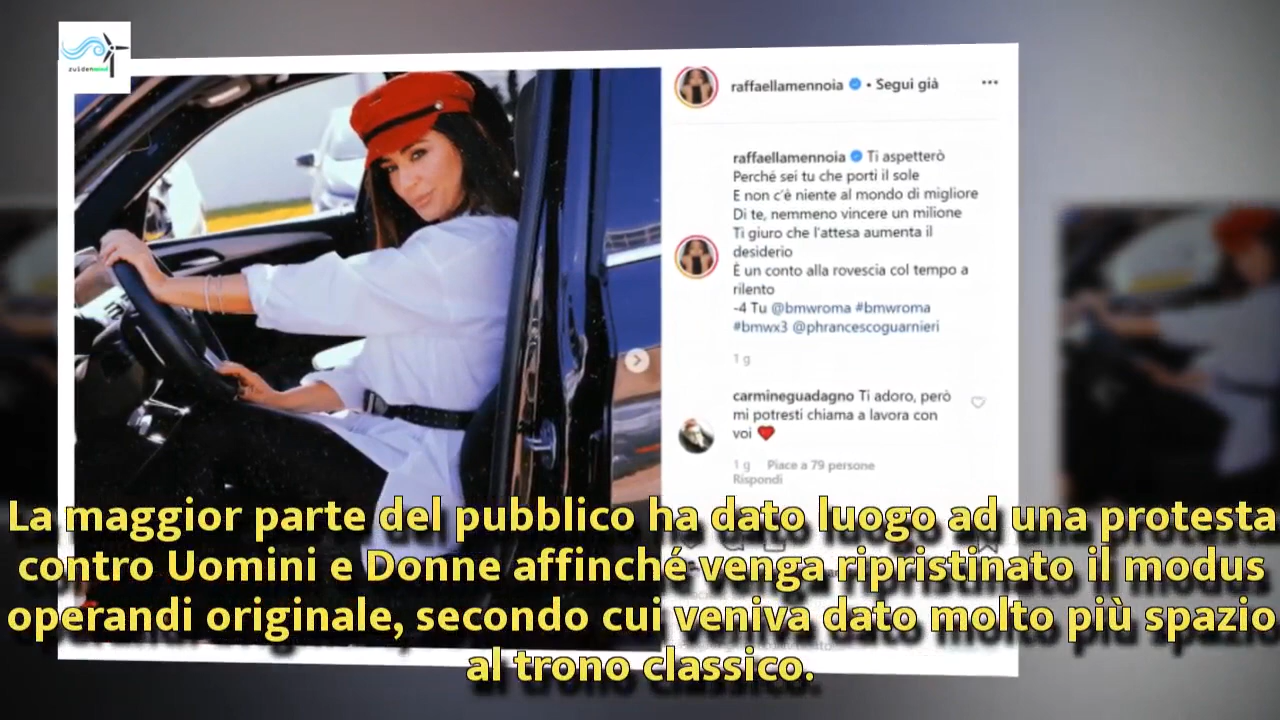 zuidenwind
raffaellamennoia • Segui già
raffaellamennoia Ti aspetterò
Perché sei tu che porti il sole
E non c'è niente al mondo di migliore
Di te, nemmeno vincere un milione
Ti giuro che l'attesa aumenta il
desiderio
È un conto alla rovescia col tempo a
rilento
-4 Tu @bmwroma #bmwroma
#bmwx3 @phrancescoguarnieri
1 g
carmineguadagno Ti adoro, però
mi potresti chiama a lavora con
voi ❤️
1 g Piace a 79 persone
Rispondi
La maggior parte del pubblico ha dato luogo ad una protesta
contro Uomini e Donne affinché venga ripristinato il modus
operandi originale, secondo cui veniva dato molto più spazio
al trono classico.